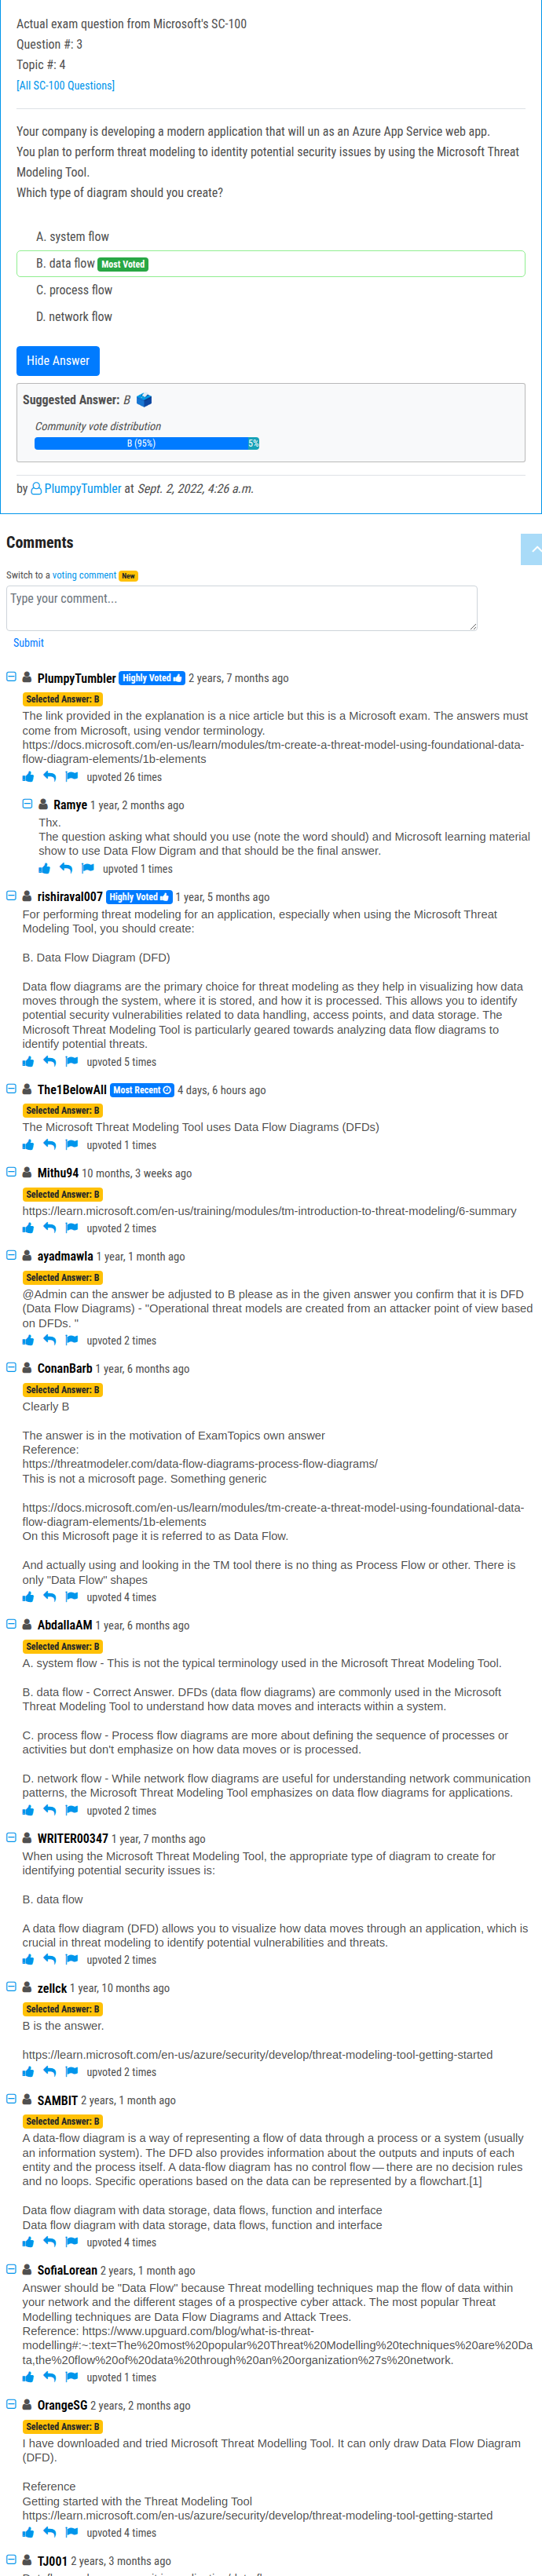 Actual exam question from Microsoft's SC-100
Question #: 3
Topic #: 4
[All SC-100 Questions]
Your company is developing a modern application that will un as an Azure App Service web app.
You plan to perform threat modeling to identity potential security issues by using the Microsoft Threat
Modeling Tool.
Which type of diagram should you create?
A. system flow
B. data flow Most Voted
C. process flow
D. network flow
Hide Answer
Suggested Answer: B
Community vote distribution
B (95%) 5%
by PlumpyTumbler at Sept. 2, 2022, 4:26 a.m.
Comments
Switch to a voting comment New
Type your comment...
Submit
PlumpyTumbler Highly Voted 2 years, 7 months ago
Selected Answer: B
The link provided in the explanation is a nice article but this is a Microsoft exam. The answers must
come from Microsoft, using vendor terminology.
https://docs.microsoft.com/en-us/learn/modules/tm-create-a-threat-model-using-foundational-data-
flow-diagram-elements/1b-elements
upvoted 26 times
Ramye 1 year, 2 months ago
Thx.
The question asking what should you use (note the word should) and Microsoft learning material
show to use Data Flow Digram and that should be the final answer.
upvoted 1 times
rishiraval007 Highly Voted 1 year, 5 months ago
For performing threat modeling for an application, especially when using the Microsoft Threat
Modeling Tool, you should create:
B. Data Flow Diagram (DFD)
Data flow diagrams are the primary choice for threat modeling as they help in visualizing how data
moves through the system, where it is stored, and how it is processed. This allows you to identify
potential security vulnerabilities related to data handling, access points, and data storage. The
Microsoft Threat Modeling Tool is particularly geared towards analyzing data flow diagrams to
identify potential threats.
upvoted 5 times
The1BelowAll Most Recent 4 days, 6 hours ago
Selected Answer: B
The Microsoft Threat Modeling Tool uses Data Flow Diagrams (DFDs)
upvoted 1 times
Mithu94 10 months, 3 weeks ago
Selected Answer: B
https://learn.microsoft.com/en-us/training/modules/tm-introduction-to-threat-modeling/6-summary
upvoted 2 times
ayadmawla 1 year, 1 month ago
Selected Answer: B
@Admin can the answer be adjusted to B please as in the given answer you confirm that it is DFD
(Data Flow Diagrams) - "Operational threat models are created from an attacker point of view based
on DFDs. "
upvoted 2 times
ConanBarb 1 year, 6 months ago
Selected Answer: B
Clearly B
The answer is in the motivation of ExamTopics own answer
Reference:
https://threatmodeler.com/data-flow-diagrams-process-flow-diagrams/
This is not a microsoft page. Something generic
https://docs.microsoft.com/en-us/learn/modules/tm-create-a-threat-model-using-foundational-data-
flow-diagram-elements/1b-elements
On this Microsoft page it is referred to as Data Flow.
And actually using and looking in the TM tool there is no thing as Process Flow or other. There is
only "Data Flow" shapes
upvoted 4 times
AbdallaAM 1 year, 6 months ago
Selected Answer: B
A. system flow - This is not the typical terminology used in the Microsoft Threat Modeling Tool.
B. data flow - Correct Answer. DFDs (data flow diagrams) are commonly used in the Microsoft
Threat Modeling Tool to understand how data moves and interacts within a system.
C. process flow - Process flow diagrams are more about defining the sequence of processes or
activities but don't emphasize on how data moves or is processed.
D. network flow - While network flow diagrams are useful for understanding network communication
patterns, the Microsoft Threat Modeling Tool emphasizes on data flow diagrams for applications.
upvoted 2 times
WRITER00347 1 year, 7 months ago
When using the Microsoft Threat Modeling Tool, the appropriate type of diagram to create for
identifying potential security issues is:
B. data flow
A data flow diagram (DFD) allows you to visualize how data moves through an application, which is
crucial in threat modeling to identify potential vulnerabilities and threats.
upvoted 2 times
zellck 1 year, 10 months ago
Selected Answer: B
B is the answer.
https://learn.microsoft.com/en-us/azure/security/develop/threat-modeling-tool-getting-started
upvoted 2 times
SAMBIT 2 years, 1 month ago
Selected Answer: B
A data-flow diagram is a way of representing a flow of data through a process or a system (usually
an information system). The DFD also provides information about the outputs and inputs of each
entity and the process itself. A data-flow diagram has no control flow — there are no decision rules
and no loops. Specific operations based on the data can be represented by a flowchart.[1]
Data flow diagram with data storage, data flows, function and interface
Data flow diagram with data storage, data flows, function and interface
upvoted 4 times
SofiaLorean 2 years, 1 month ago
Answer should be "Data Flow" because Threat modelling techniques map the flow of data within
your network and the different stages of a prospective cyber attack. The most popular Threat
Modelling techniques are Data Flow Diagrams and Attack Trees.
Reference: https://www.upguard.com/blog/what-is-threat-
modelling#:~:text=The%20most%20popular%20Threat%20Modelling%20techniques%20are%20Da
ta,the%20flow%20of%20data%20through%20an%20organization%27s%20network.
upvoted 1 times
OrangeSG 2 years, 2 months ago
Selected Answer: B
I have downloaded and tried Microsoft Threat Modelling Tool. It can only draw Data Flow Diagram
(DFD).
Reference
Getting started with the Threat Modeling Tool
https://learn.microsoft.com/en-us/azure/security/develop/threat-modeling-tool-getting-started
upvoted 4 times
TJ001 2 years, 3 months ago